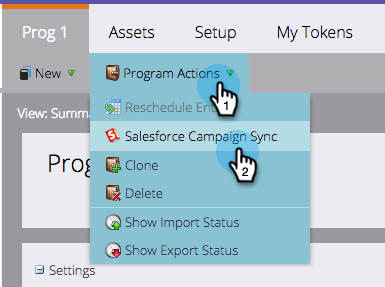 Prog 1 Assets Setup My Tokens
New Program Actions
1
Reschedule En
View: Summa
Salesforce Campaign Sync
2
Prog
Clone
Delete
Show Import Status
Show Export Status
Settings